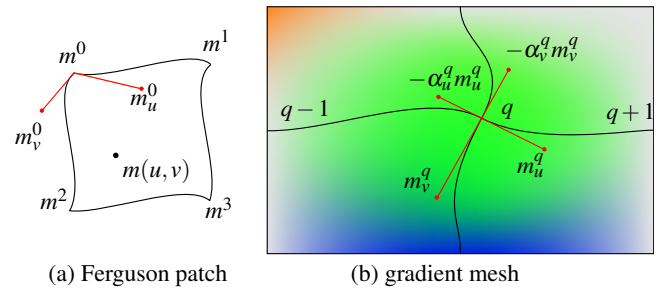 m^0
m^1
m_u^0
m_v^0
m(u,v)
m^2
m^3
(a) Ferguson patch
−α_v^q m_v^q
−α_u^q m_u^q
q−1
q
q+1
m_u^q
m_v^q
(b) gradient mesh